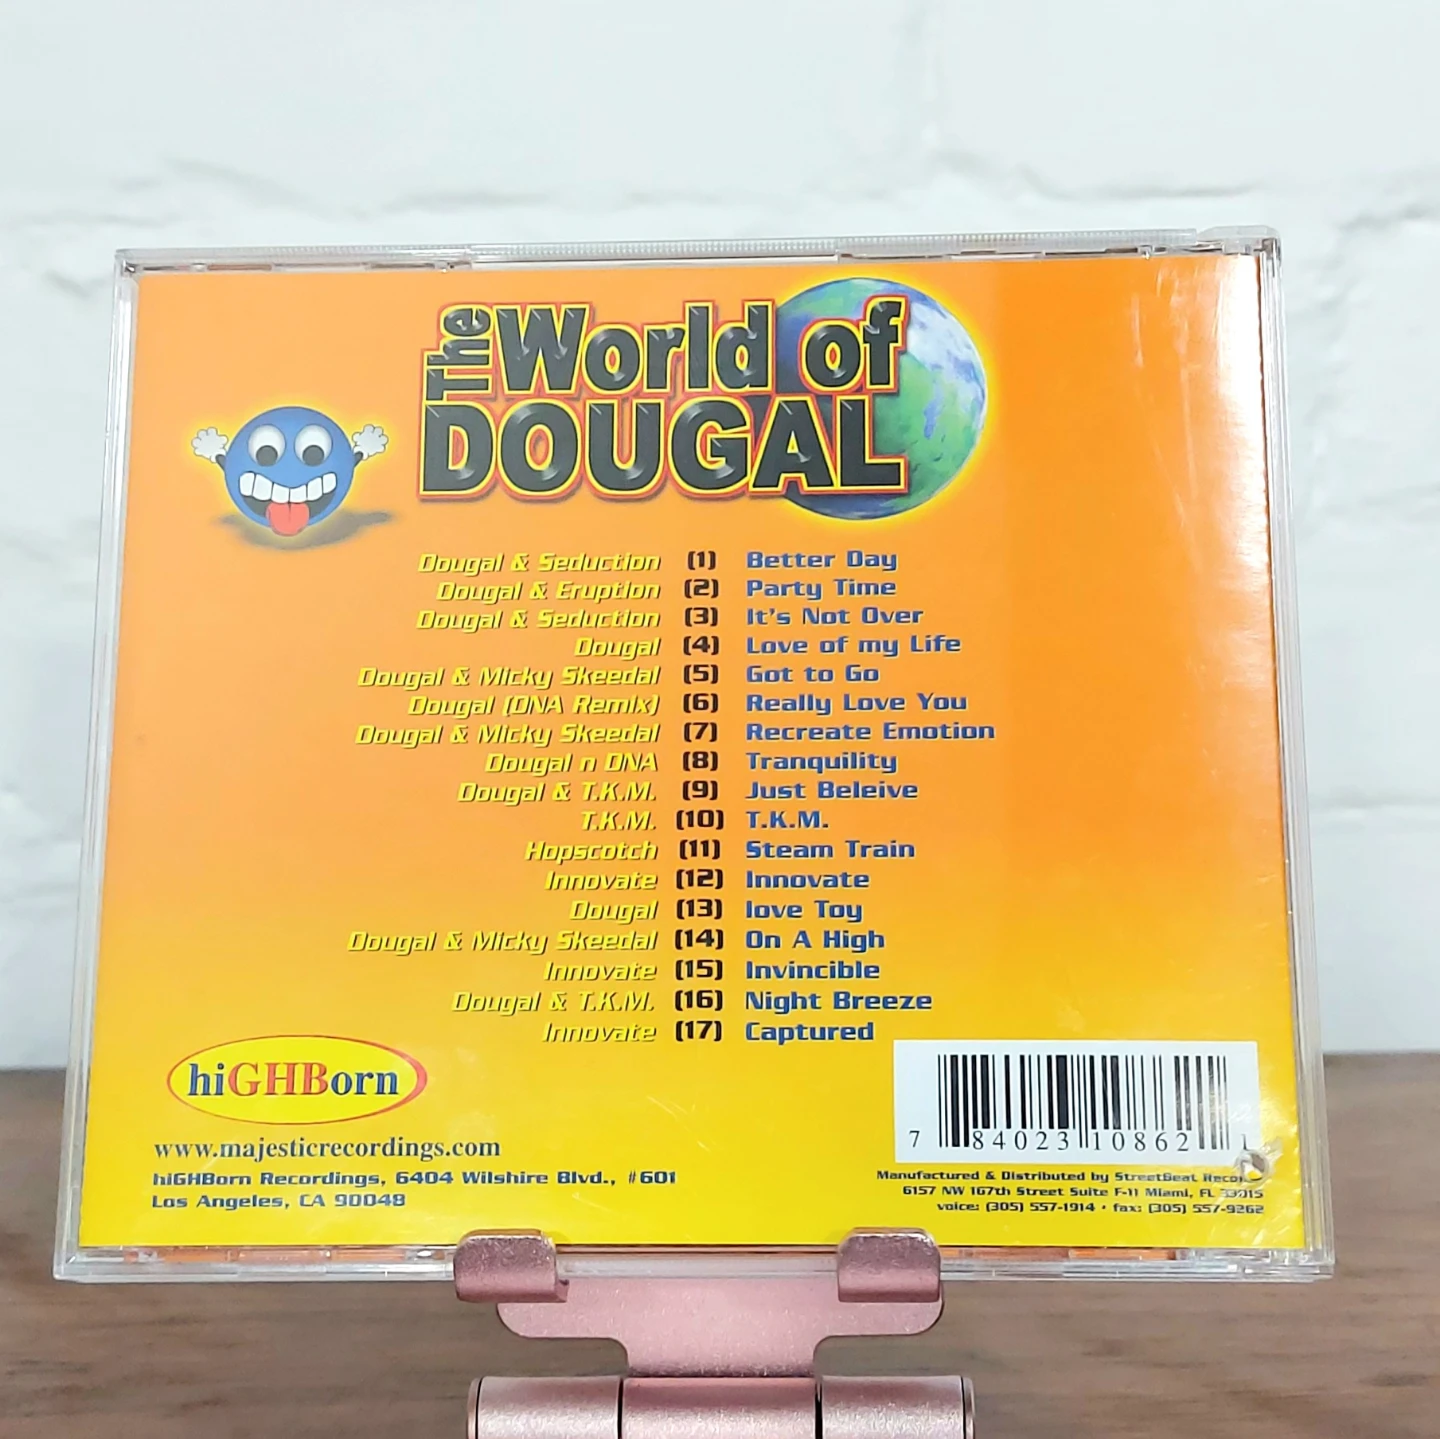 The World of
DOUGAL
Dougal & Seduction (1) Better Day
Dougal & Eruption (2) Party Time
Dougal & Seduction (3) It's Not Over
Dougal (4) Love of my Life
Dougal & Micky Skeedal (5) Got to Go
Dougal (DNA Remix) (6) Really Love You
Dougal & Micky Skeedal (7) Recreate Emotion
Dougal n DNA (8) Tranquility
Dougal & T.K.M. (9) Just Beleive
T.K.M. (10) T.K.M.
Hopscotch (11) Steam Train
Innovate (12) Innovate
Dougal (13) love Toy
Dougal & Micky Skeedal (14) On A High
Innovate (15) Invincible
Dougal & T.K.M. (16) Night Breeze
Innovate (17) Captured
hiGHBorn
www.majesticrecordings.com
hiGHBorn Recordings, 6404 Wilshire Blvd., #601
Los Angeles, CA 90048
7 84023 10862 1
Manufactured & Distributed by StreetBeat
6157 NW 167th Street Suite F-11 Miami, FL 33015
voice: (305) 557-1914 • fax: (305) 557-9262